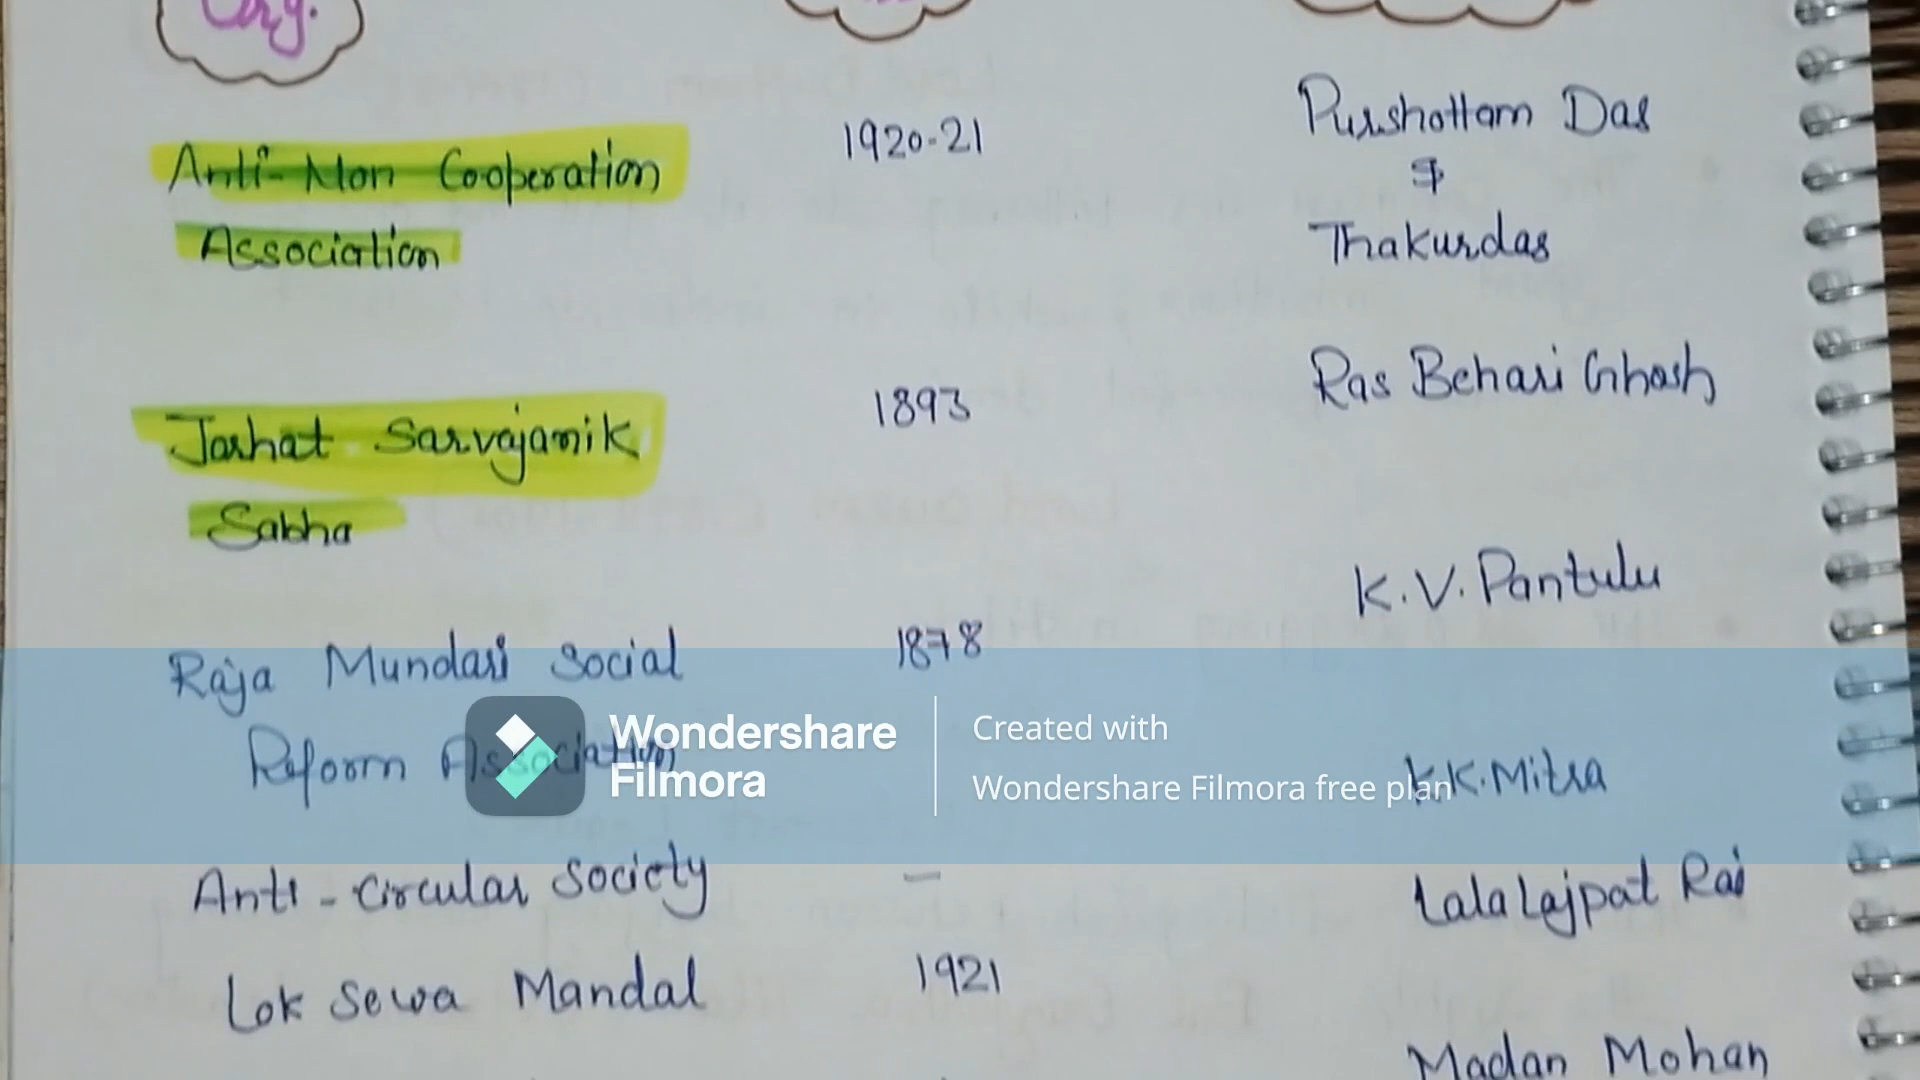 Org.
Anti-Non Cooperation
Association
1920-21
Purshottam Das
&
Thakurdas
Jorhat Sarvajanik
Sabha
1893
Ras Behari Ghosh
Raja Mundari Social
Reform Association
1878
K.V. Pantulu
Wondershare
Filmora
Created with
Wondershare Filmora free plan
Anti-Circular Society
-
K.K. Mitra
Lok Sewa Mandal
1921
Lala Lajpat Rai
Madan Mohan